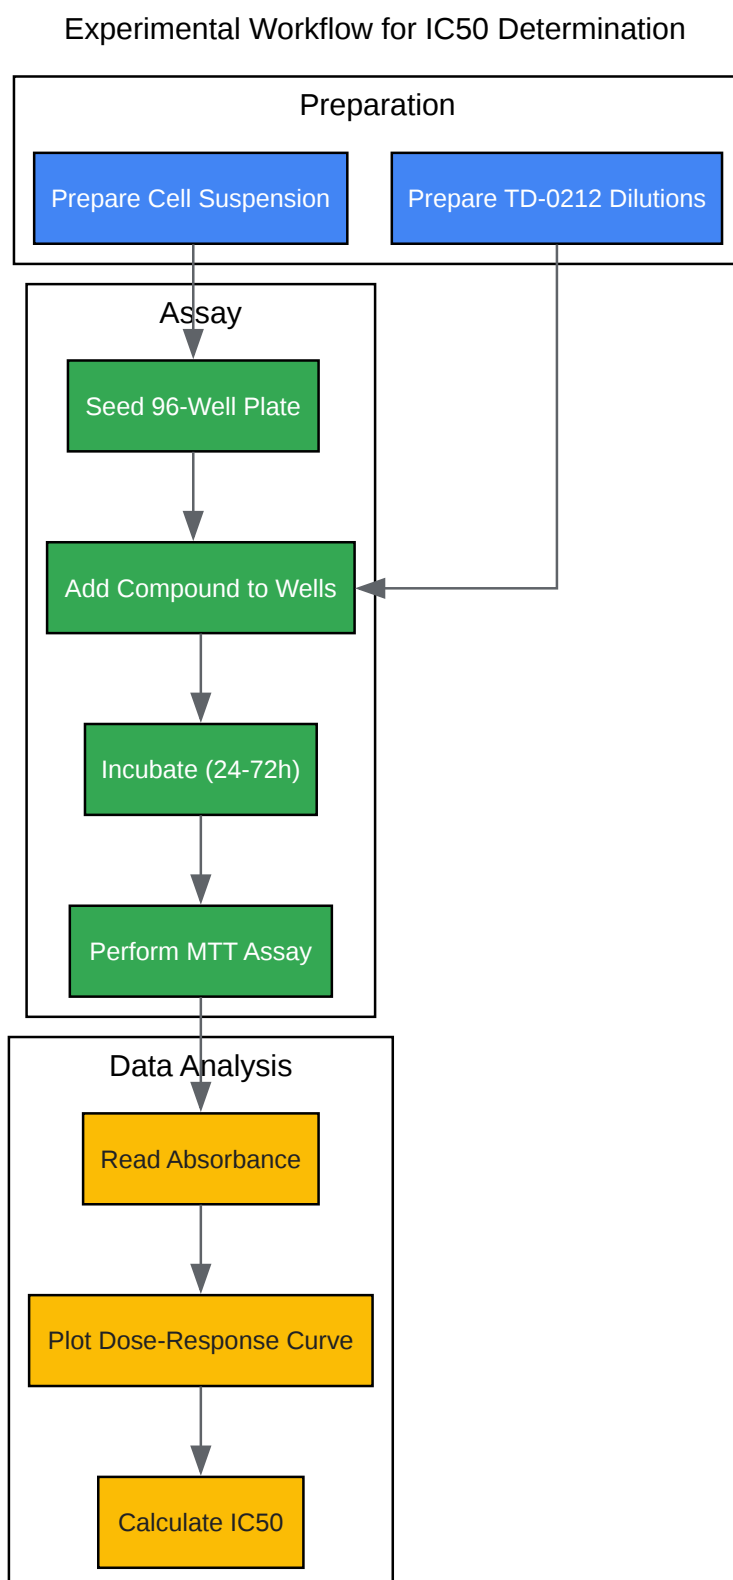 Experimental Workflow for IC50 Determination
Preparation
Prepare Cell Suspension
Prepare TD-0212 Dilutions
Assay
Seed 96-Well Plate
Add Compound to Wells
Incubate (24-72h)
Perform MTT Assay
Data Analysis
Read Absorbance
Plot Dose-Response Curve
Calculate IC50